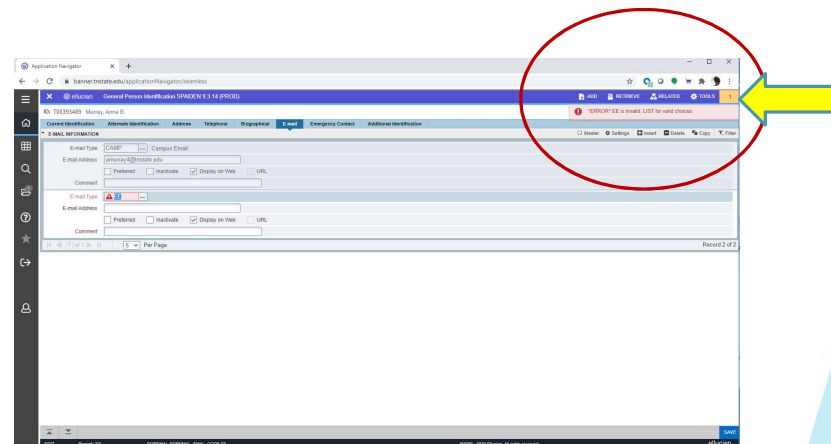 Application Navigator
banner.tnstate.edu/applicationNavigator/seamless
ellucian General Person Identification SPAIDEN 9.3.14 (PROD) ADD RETRIEVE RELATED TOOLS 1
ID: T00393489 Murray, Anna B.
*ERROR* EE is invalid. LIST for valid choices.
Current Identification Alternate Identification Address Telephone Biographical E-mail Emergency Contact Additional Identification
E-MAIL INFORMATION Master Settings Insert Delete Copy Filter
E-mail Type CAMP ... Campus Email
E-mail Address amurray4@tnstate.edu
Preferred Inactivate Display on Web URL
Comment
E-mail Type EE ...
E-mail Address
Preferred Inactivate Display on Web URL
Comment
1 of 1 5 Per Page Record 2 of 2
SAVE
ellucian